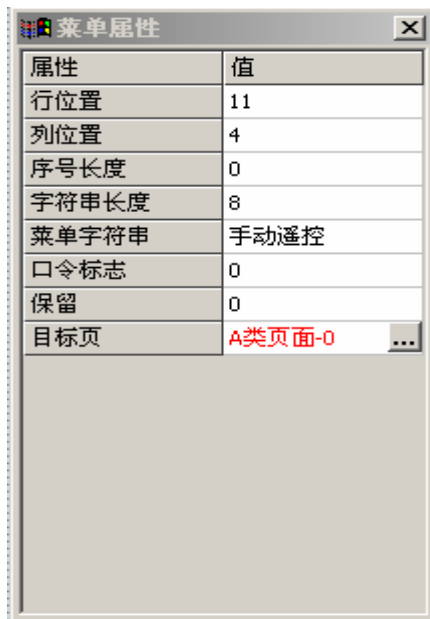 菜单属性
属性 值
行位置 11
列位置 4
序号长度 0
字符串长度 8
菜单字符串 手动遥控
口令标志 0
保留 0
目标页 A类页面-0 ...